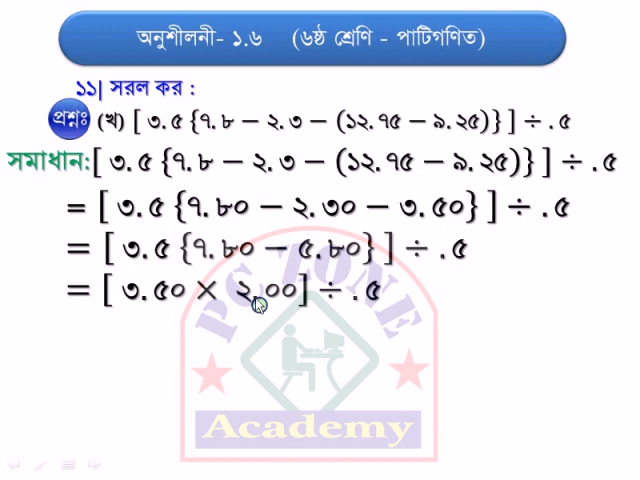 অনুশীলনী- ১.৬ (৬ষ্ঠ শ্রেণি - পাটিগণিত)
১১| সরল কর :
প্রশ্নঃ (খ) [ ৩.৫ {৭.৮ − ২.৩ − (১২.৭৫ − ৯.২৫)} ] ÷ .৫
সমাধান:[ ৩.৫ {৭.৮ − ২.৩ − (১২.৭৫ − ৯.২৫)} ] ÷ .৫
= [ ৩.৫ {৭.৮০ − ২.৩০ − ৩.৫০} ] ÷ .৫
= [ ৩.৫ {৭.৮০ − ৫.৮০} ] ÷ .৫
= [ ৩.৫০ × ২.০০] ÷ .৫
PC ZONE
Academy